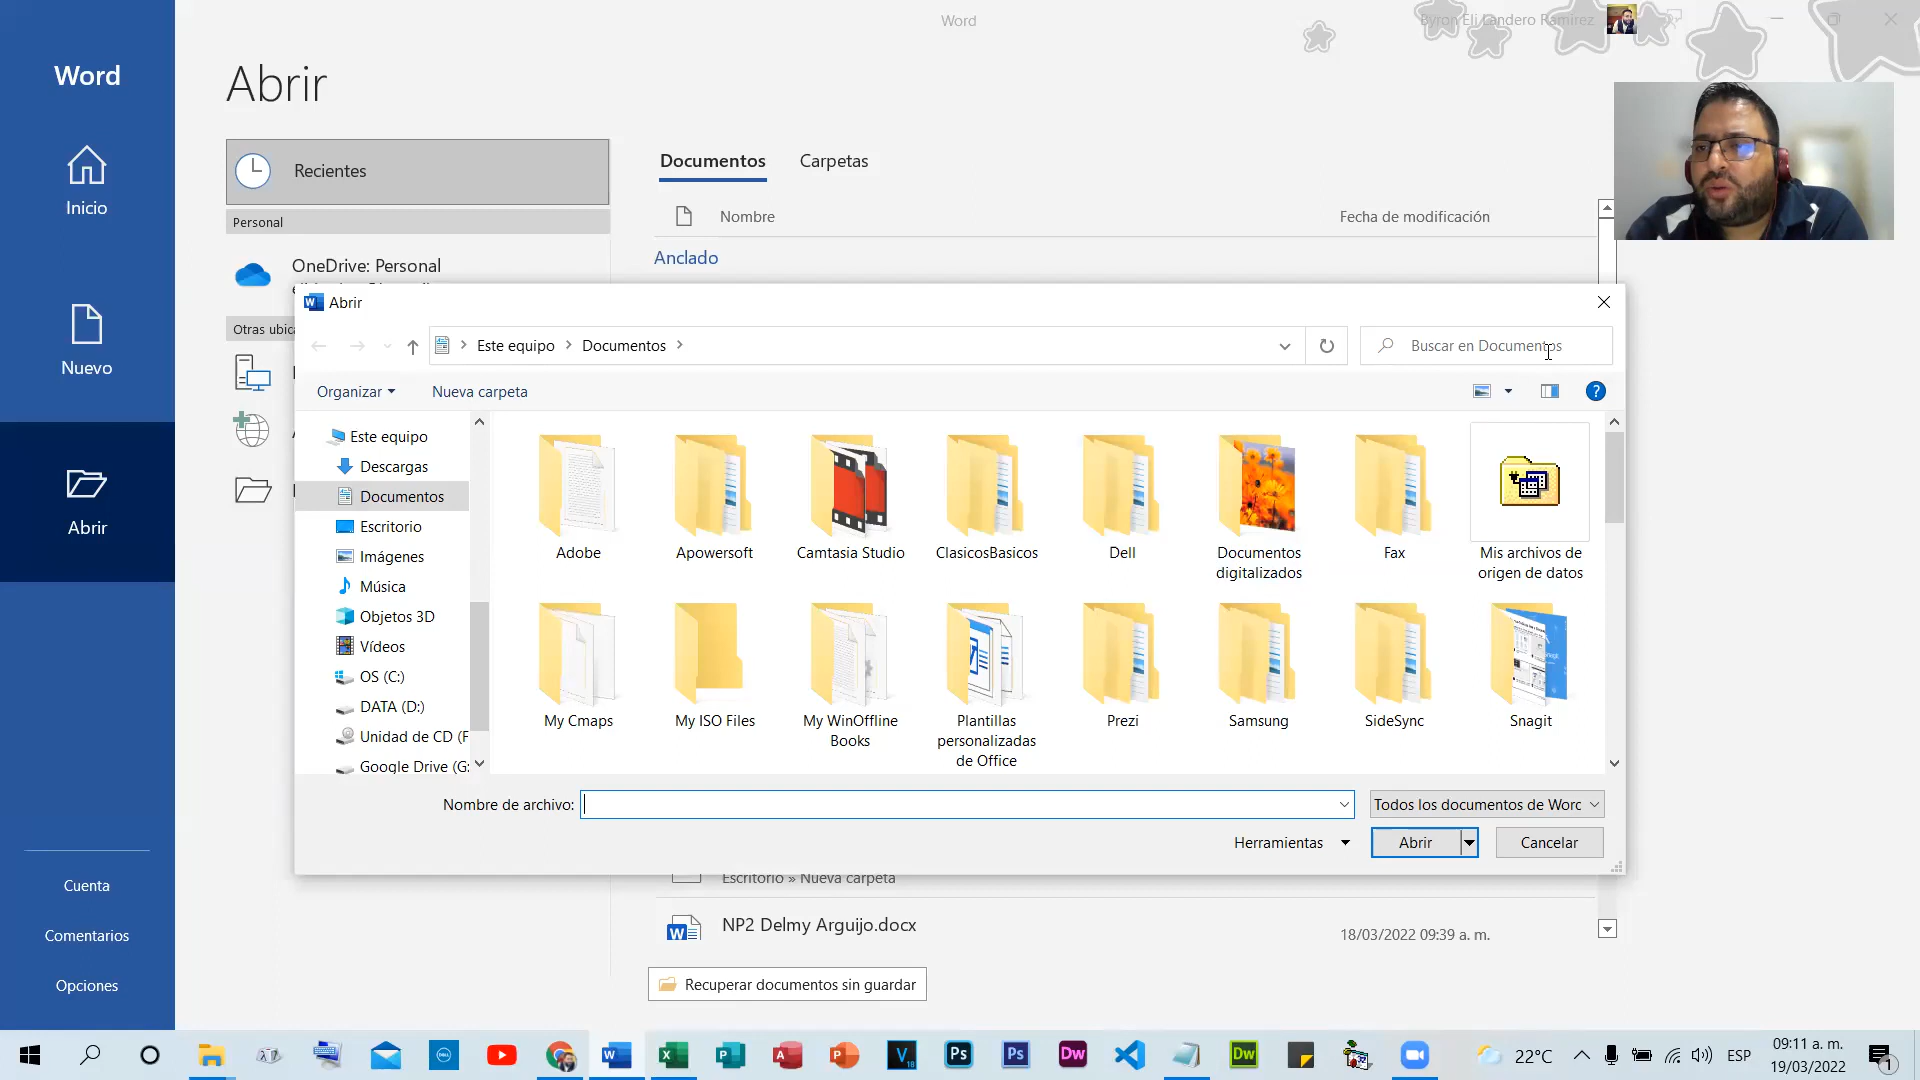 Word
Byron Eli Landero Ramirez
Word
Abrir
Inicio
Nuevo
Abrir
Cuenta
Comentarios
Opciones
Recientes
Personal
OneDrive: Personal
Otras ubica
Documentos
Carpetas
Nombre
Fecha de modificación
Anclado
Abrir
Este equipo
Documentos
Buscar en Documentos
Organizar
Nueva carpeta
?
Este equipo
Descargas
Documentos
Escritorio
Imágenes
Música
Objetos 3D
Vídeos
OS (C:)
DATA (D:)
Unidad de CD (F
Google Drive (G:
Adobe
Apowersoft
Camtasia Studio
ClasicosBasicos
Dell
Documentos
digitalizados
Fax
Mis archivos de
origen de datos
My Cmaps
My ISO Files
My WinOffline
Books
Plantillas
personalizadas
de Office
Prezi
Samsung
SideSync
Snagit
Nombre de archivo:
Todos los documentos de Worc
Herramientas
Abrir
Cancelar
Escritorio » Nueva carpeta
NP2 Delmy Arguijo.docx
18/03/2022 09:39 a. m.
Recuperar documentos sin guardar
22°C
ESP
09:11 a. m.
19/03/2022
1